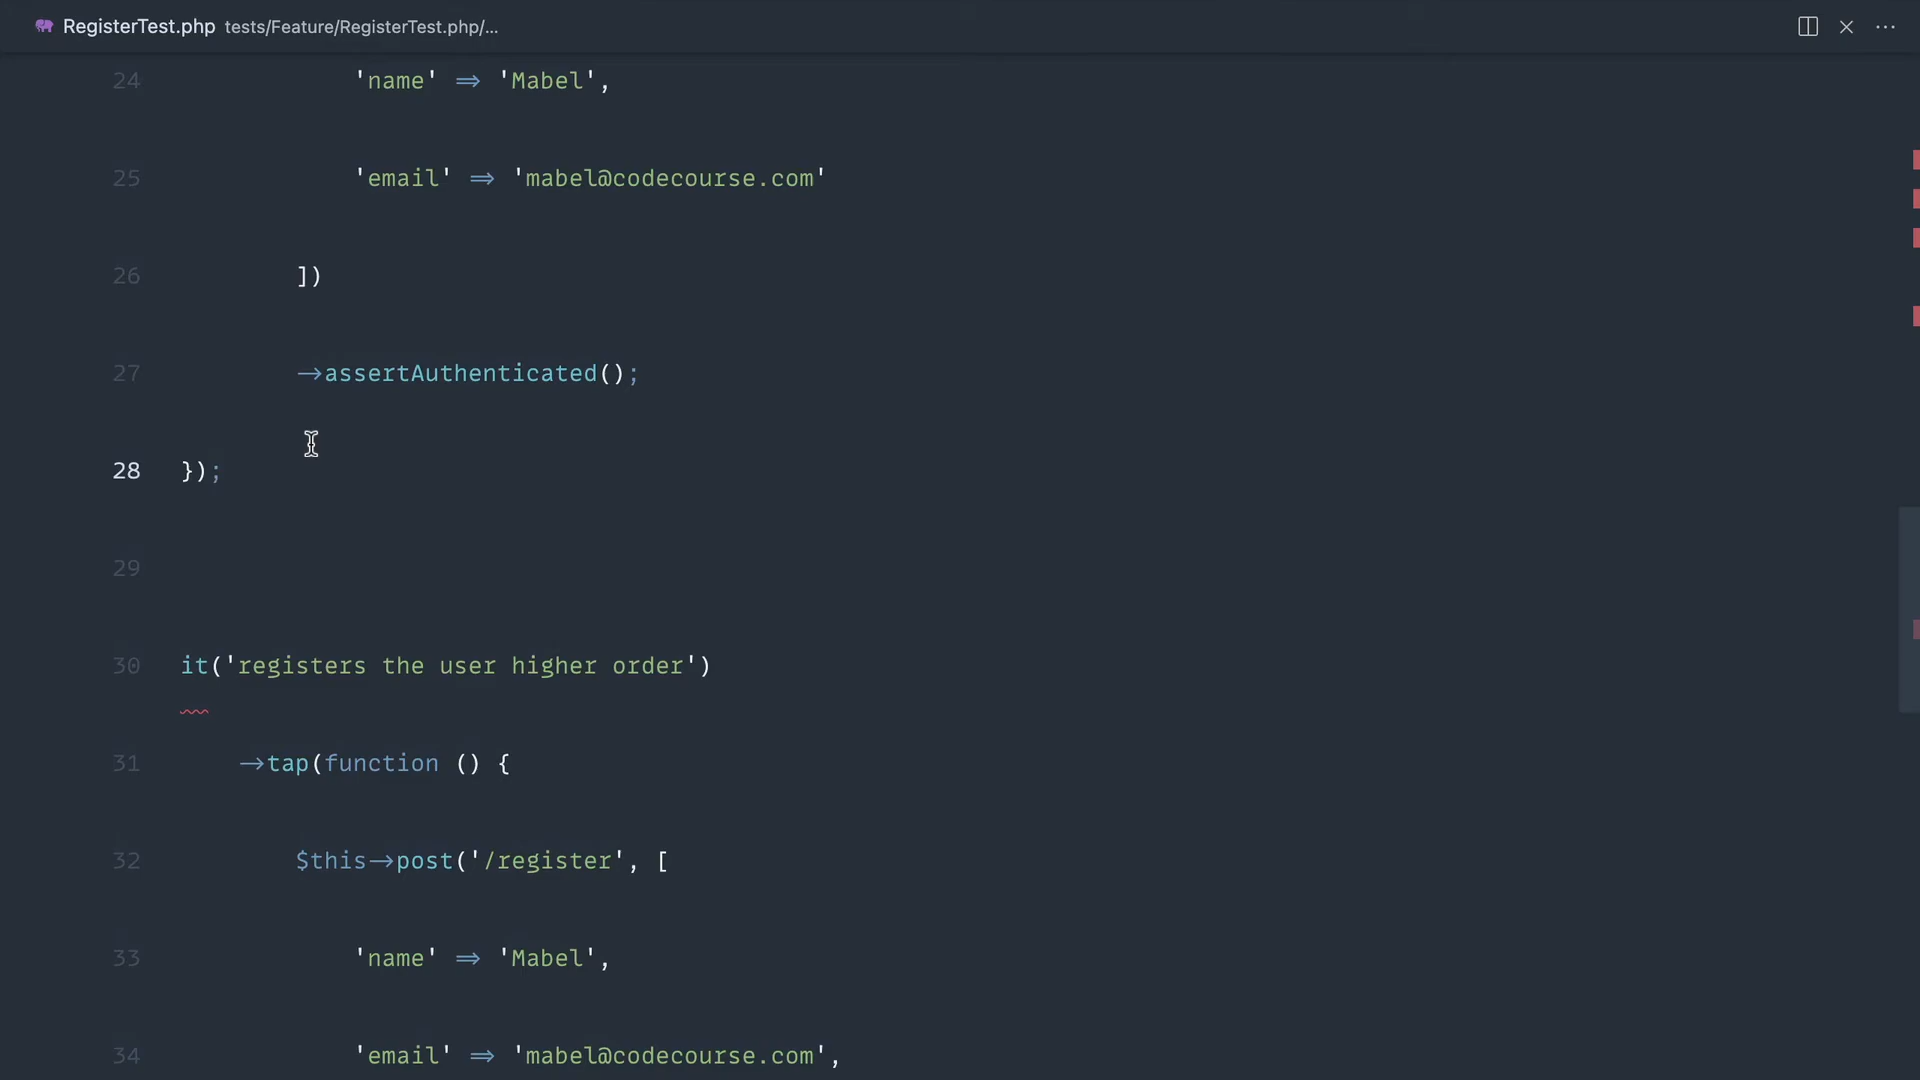 RegisterTest.php tests/Feature/RegisterTest.php/...
24 'name' => 'Mabel',
25 'email' => 'mabel@codecourse.com'
26 ])
27 ->assertAuthenticated();
28 });
29
30 it('registers the user higher order')
31 ->tap(function () {
32 $this->post('/register', [
33 'name' => 'Mabel',
34 'email' => 'mabel@codecourse.com',